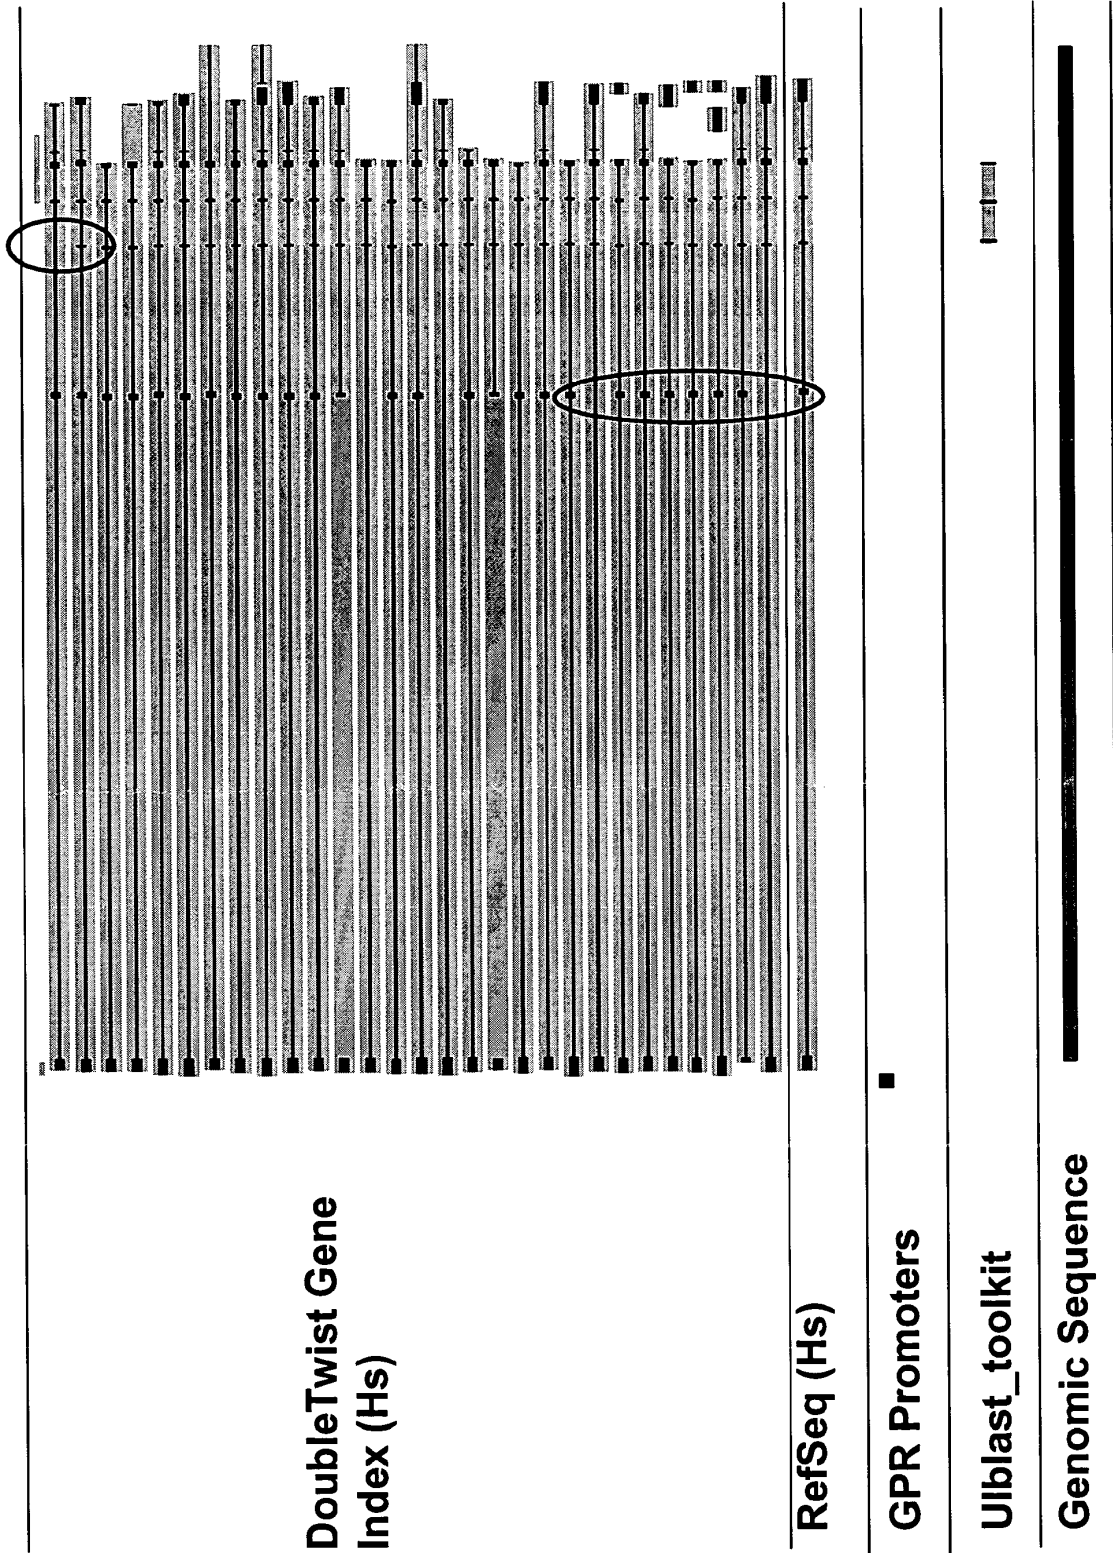 DoubleTwist Gene
Index (Hs)
RefSeq (Hs)
GPR Promoters
Ulblast_toolkit
Genomic Sequence